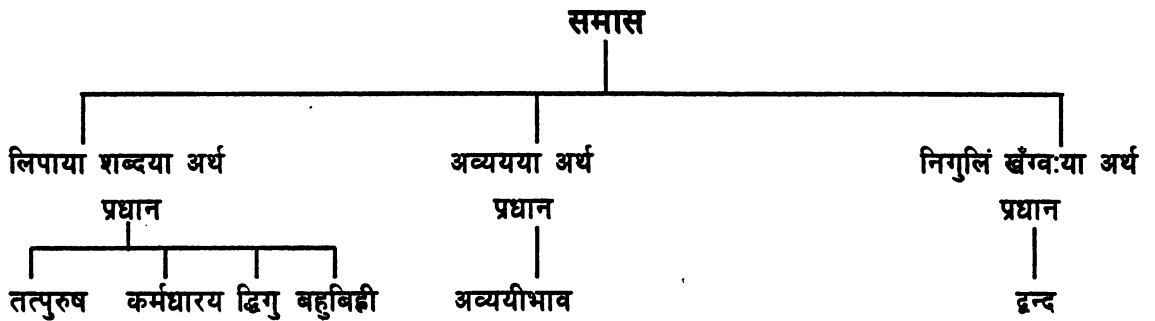 समास
लिपाया शब्दया अर्थ अव्ययया अर्थ निगुलिं खँग्वःया अर्थ
प्रधान प्रधान प्रधान
तत्पुरुष कर्मधारय द्विगु बहुबिह्री अव्ययीभाव द्वन्द